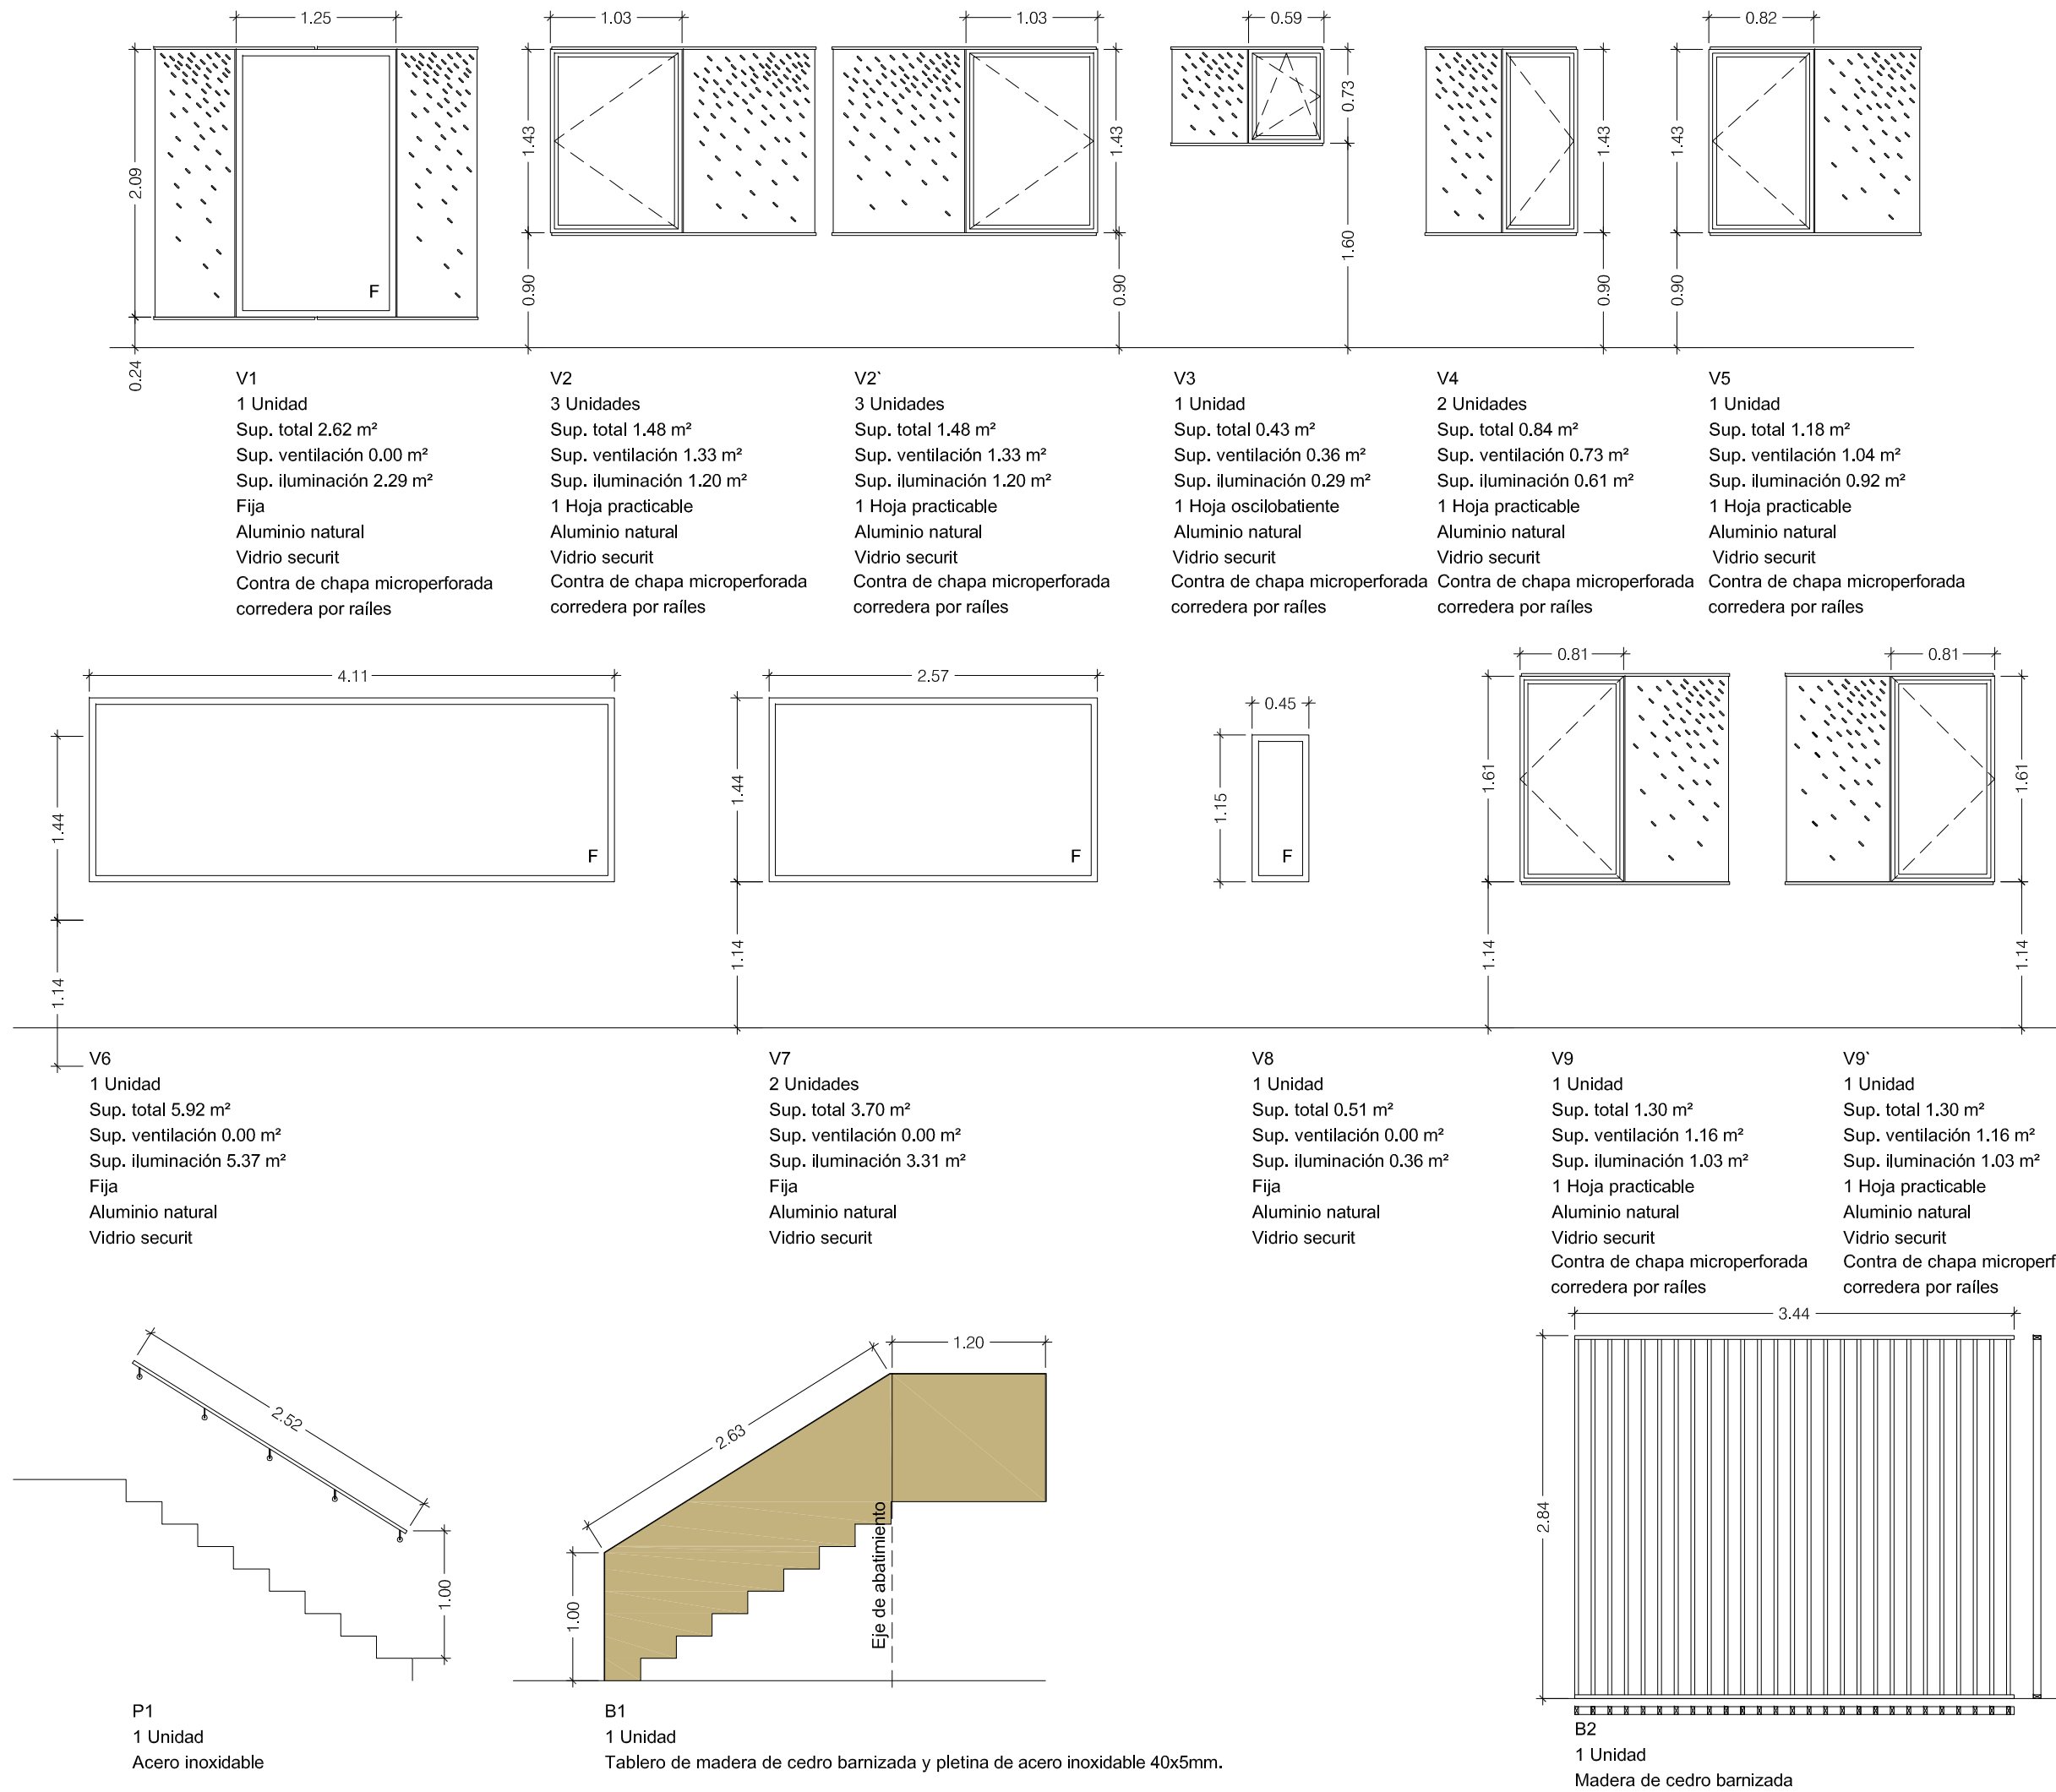 1.25
1.03
1.03
0.59
0.82
2.09
0.24
1.43
0.90
1.43
0.90
0.73
1.60
1.43
0.90
1.43
0.90
F
V1
1 Unidad
Sup. total 2.62 m²
Sup. ventilación 0.00 m²
Sup. iluminación 2.29 m²
Fija
Aluminio natural
Vidrio securit
Contra de chapa microperforada
corredera por raíles
V2
3 Unidades
Sup. total 1.48 m²
Sup. ventilación 1.33 m²
Sup. iluminación 1.20 m²
1 Hoja practicable
Aluminio natural
Vidrio securit
Contra de chapa microperforada
corredera por raíles
V2`
3 Unidades
Sup. total 1.48 m²
Sup. ventilación 1.33 m²
Sup. iluminación 1.20 m²
1 Hoja practicable
Aluminio natural
Vidrio securit
Contra de chapa microperforada
corredera por raíles
V3
1 Unidad
Sup. total 0.43 m²
Sup. ventilación 0.36 m²
Sup. iluminación 0.29 m²
1 Hoja oscilobatiente
Aluminio natural
Vidrio securit
Contra de chapa microperforada
corredera por raíles
V4
2 Unidades
Sup. total 0.84 m²
Sup. ventilación 0.73 m²
Sup. iluminación 0.61 m²
1 Hoja practicable
Aluminio natural
Vidrio securit
Contra de chapa microperforada
corredera por raíles
V5
1 Unidad
Sup. total 1.18 m²
Sup. ventilación 1.04 m²
Sup. iluminación 0.92 m²
1 Hoja practicable
Aluminio natural
Vidrio securit
Contra de chapa microperforada
corredera por raíles
4.11
2.57
0.45
0.81
0.81
1.44
1.14
F
1.44
1.14
F
1.15
F
1.61
1.14
1.61
1.14
V6
1 Unidad
Sup. total 5.92 m²
Sup. ventilación 0.00 m²
Sup. iluminación 5.37 m²
Fija
Aluminio natural
Vidrio securit
V7
2 Unidades
Sup. total 3.70 m²
Sup. ventilación 0.00 m²
Sup. iluminación 3.31 m²
Fija
Aluminio natural
Vidrio securit
V8
1 Unidad
Sup. total 0.51 m²
Sup. ventilación 0.00 m²
Sup. iluminación 0.36 m²
Fija
Aluminio natural
Vidrio securit
V9
1 Unidad
Sup. total 1.30 m²
Sup. ventilación 1.16 m²
Sup. iluminación 1.03 m²
1 Hoja practicable
Aluminio natural
Vidrio securit
Contra de chapa microperforada
corredera por raíles
V9`
1 Unidad
Sup. total 1.30 m²
Sup. ventilación 1.16 m²
Sup. iluminación 1.03 m²
1 Hoja practicable
Aluminio natural
Vidrio securit
Contra de chapa microperf
corredera por raíles
2.52
1.00
P1
1 Unidad
Acero inoxidable
2.63
1.20
1.00
Eje de abatimiento
B1
1 Unidad
Tablero de madera de cedro barnizada y pletina de acero inoxidable 40x5mm.
3.44
2.84
B2
1 Unidad
Madera de cedro barnizada